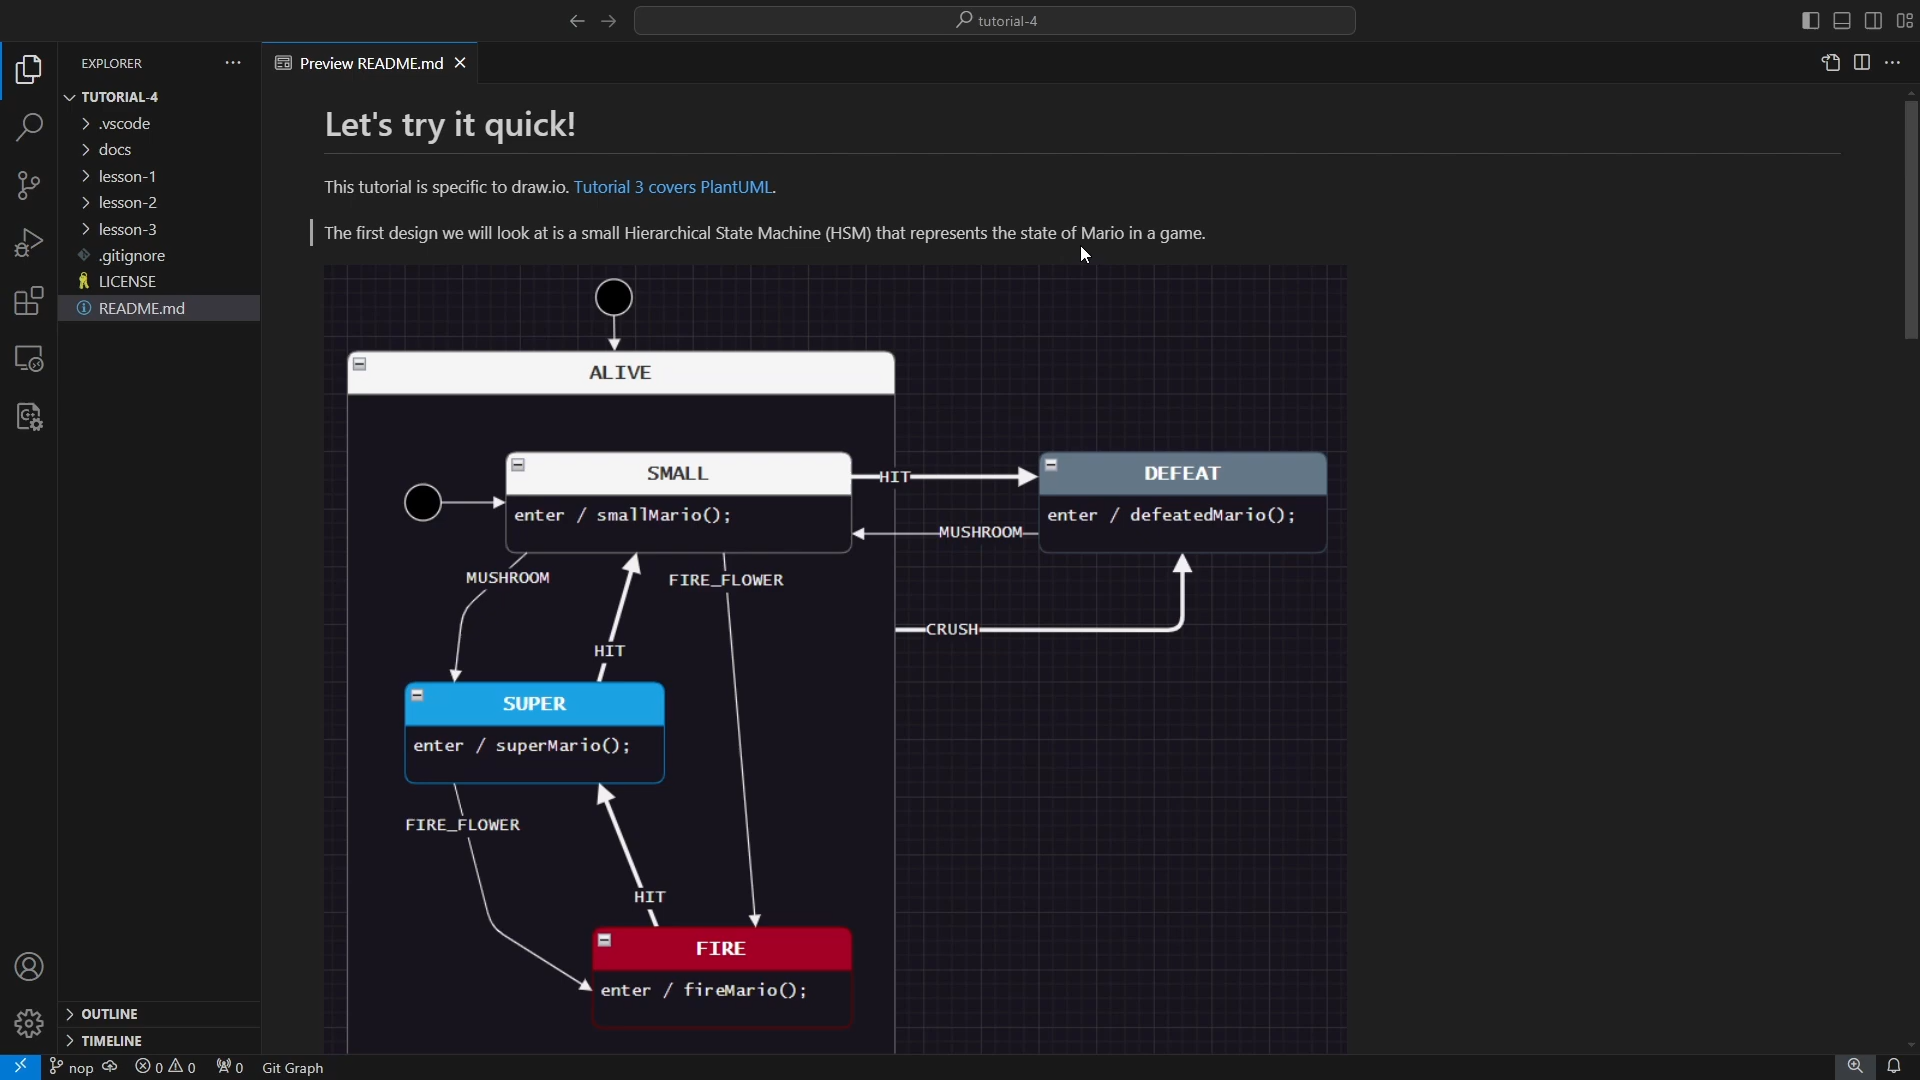 tutorial-4
EXPLORER
Preview README.md
TUTORIAL-4
.vscode
docs
lesson-1
lesson-2
lesson-3
.gitignore
LICENSE
README.md
Let's try it quick!
This tutorial is specific to draw.io. Tutorial 3 covers PlantUML.
The first design we will look at is a small Hierarchical State Machine (HSM) that represents the state of Mario in a game.
ALIVE
SMALL
enter / smallMario();
HIT
DEFEAT
enter / defeatedMario();
MUSHROOM
MUSHROOM
FIRE_FLOWER
HIT
CRUSH
SUPER
enter / superMario();
FIRE_FLOWER
HIT
FIRE
enter / fireMario();
OUTLINE
TIMELINE
nop 0 0 0 Git Graph